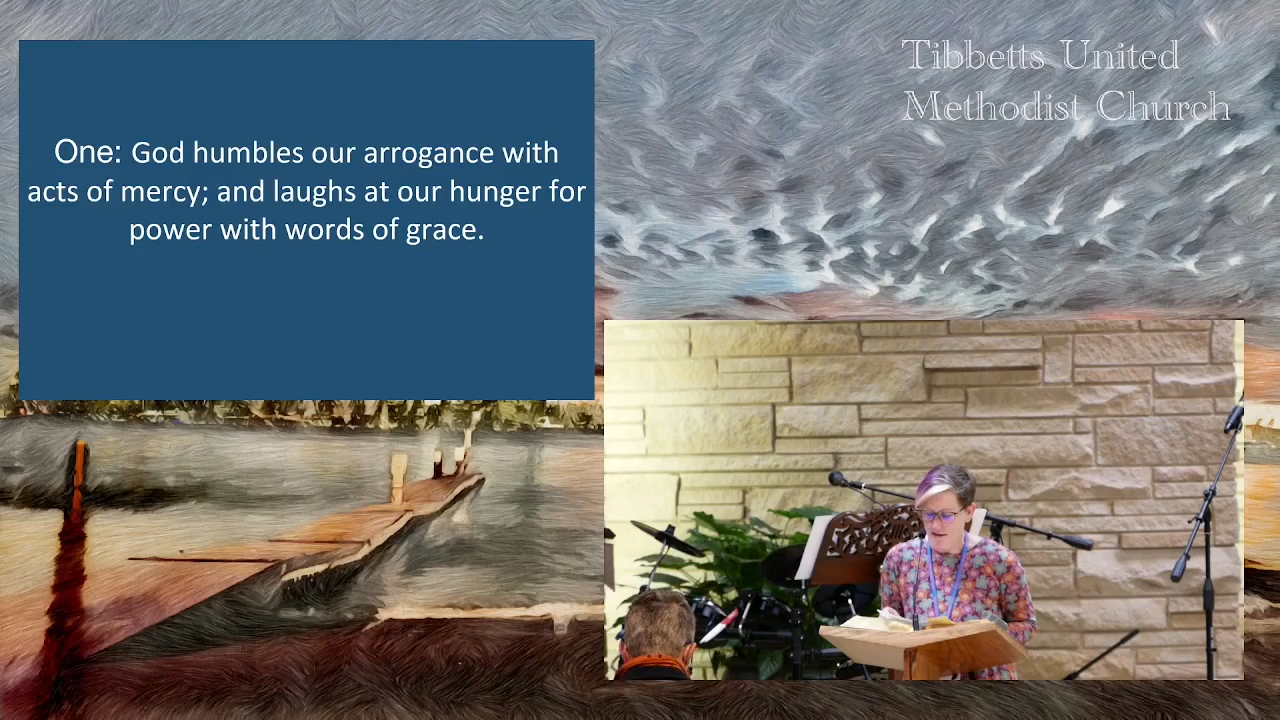 One: God humbles our arrogance with
acts of mercy; and laughs at our hunger for
power with words of grace.
Tibbetts United
Methodist Church